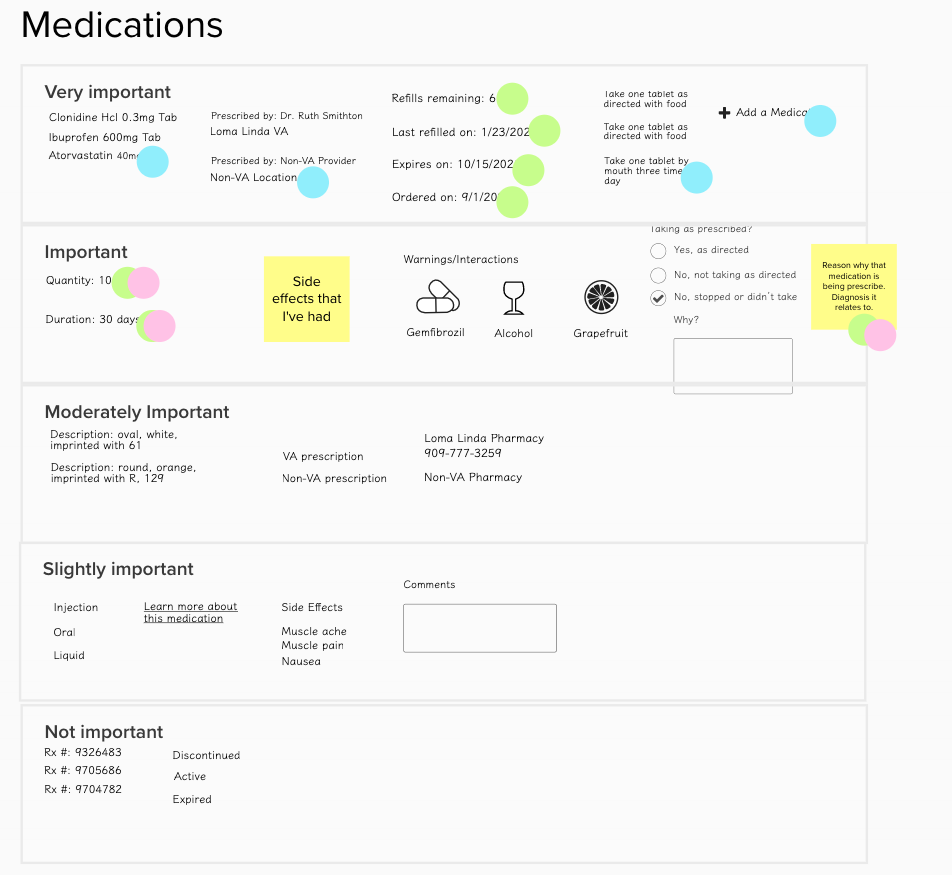 Medications
Very important
Clonidine Hcl 0.3mg Tab
Ibuprofen 600mg Tab
Atorvastatin
Prescribed by: Dr. Ruth Smithton
Loma Linda VA
Prescribed by: Non-VA Provider
Non-VA Location
Refills remaining: 6
Last refilled on: 1/23/202
Expires on: 10/15/202
Ordered on: 9/1/20
Take one tablet as
directed with food
Take one tablet as
directed with food
Take one tablet by
mouth three time
day
Add a Medica
Important
Quantity: 10
Duration: 30 days
Side
effects that
I've had
Warnings/Interactions
Gemfibrozil
Alcohol
Grapefruit
Taking as prescribed?
Yes, as directed
No, not taking as directed
No, stopped or didn't take
Why?
Reason why that
medication is
being prescribe.
Diagnosis it
relates to.
Moderately Important
Description: oval, white,
imprinted with 61
Description: round, orange,
imprinted with R, 129
VA prescription
Non-VA prescription
Loma Linda Pharmacy
909-777-3259
Non-VA Pharmacy
Slightly important
Injection
Oral
Liquid
Learn more about
this medication
Side Effects
Muscle ache
Muscle pain
Nausea
Comments
Not important
Rx #: 9326483
Rx #: 9705686
Rx #: 9704782
Discontinued
Active
Expired